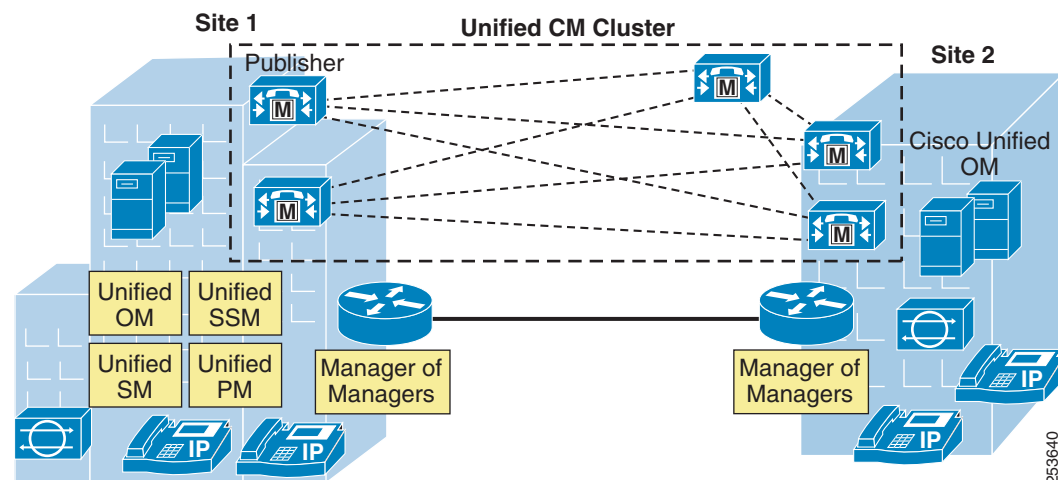 Site 1
Unified CM Cluster
Site 2
Publisher
M
M
M
M
M
Cisco Unified
OM
Unified
OM
Unified
SSM
Unified
SM
Unified
PM
Manager of
Managers
Manager of
Managers
IP
IP
IP
IP
253640